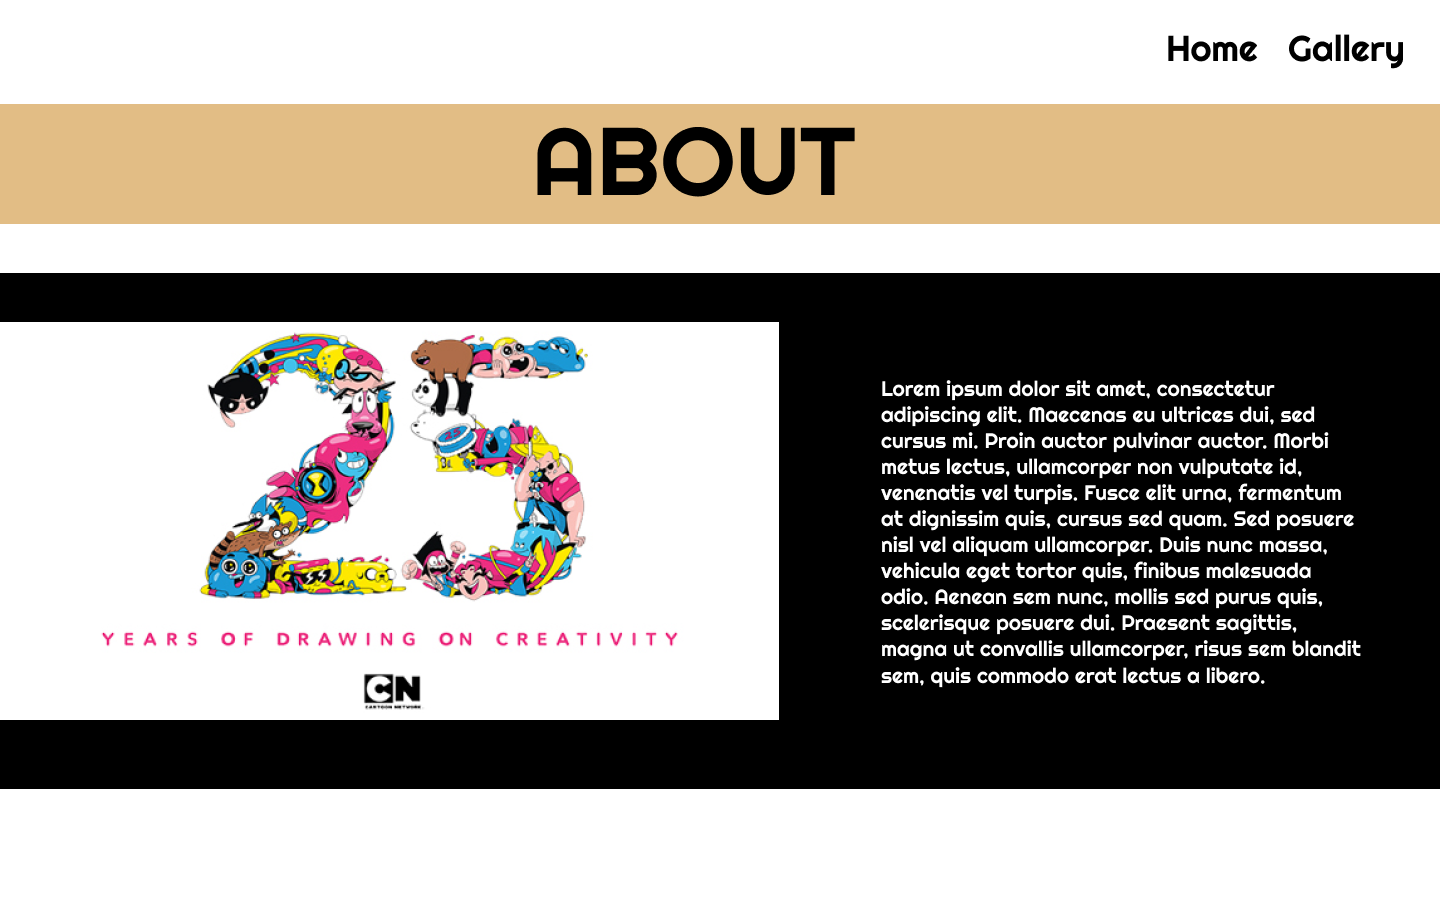 Home Gallery
ABOUT
25
YEARS OF DRAWING ON CREATIVITY
CN
CARTOON NETWORK
Lorem ipsum dolor sit amet, consectetur
adipiscing elit. Maecenas eu ultrices dui, sed
cursus mi. Proin auctor pulvinar auctor. Morbi
metus lectus, ullamcorper non vulputate id,
venenatis vel turpis. Fusce elit urna, fermentum
at dignissim quis, cursus sed quam. Sed posuere
nisl vel aliquam ullamcorper. Duis nunc massa,
vehicula eget tortor quis, finibus malesuada
odio. Aenean sem nunc, mollis sed purus quis,
scelerisque posuere dui. Praesent sagittis,
magna ut convallis ullamcorper, risus sem blandit
sem, quis commodo erat lectus a libero.